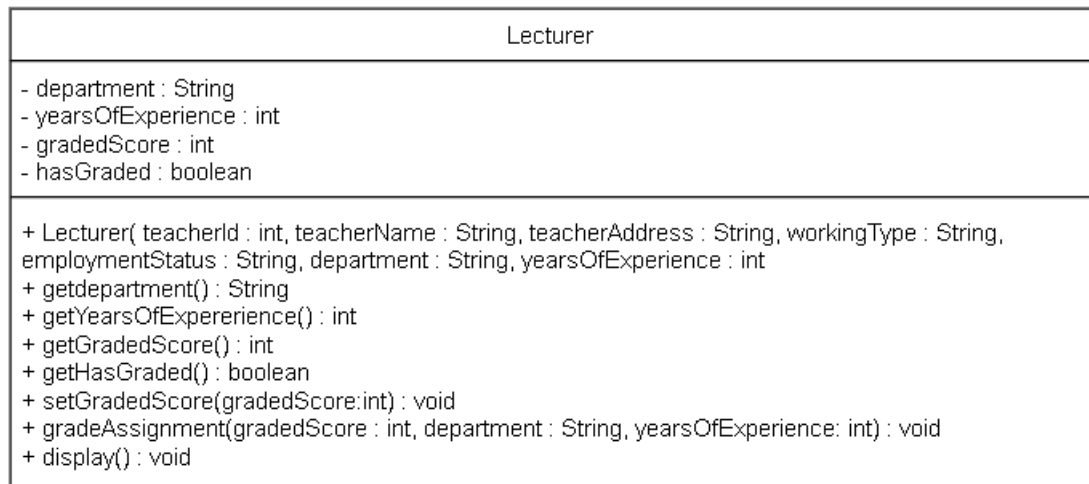 Lecturer
- department : String
- yearsOfExperience : int
- gradedScore : int
- hasGraded : boolean
+ Lecturer( teacherId : int, teacherName : String, teacherAddress : String, workingType : String,
employmentStatus : String, department : String, yearsOfExperience : int
+ getdepartment() : String
+ getYearsOfExpererience() : int
+ getGradedScore() : int
+ getHasGraded() : boolean
+ setGradedScore(gradedScore:int) : void
+ gradeAssignment(gradedScore : int, department : String, yearsOfExperience: int) : void
+ display() : void